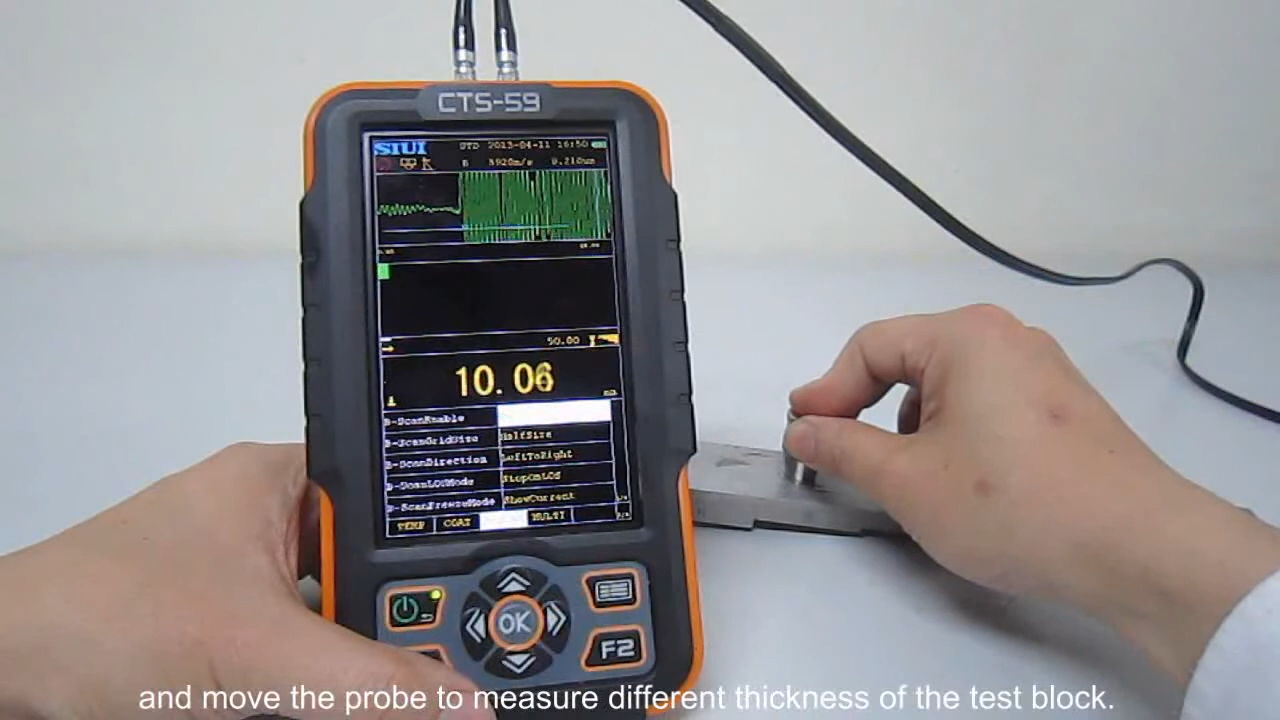 CTS-59
SIUI STD 2013-04-11 16:50
5920m/s
50.00
10.06
B-ScanEnable
B-ScanGridSize HalfSize
B-ScanDirection LeftToRight
B-ScanLOSMode StopOnLOS
B-ScanFreezeMode ShowCurrent
TEMP COAT MULTI
OK
F2
and move the probe to measure different thickness of the test block.